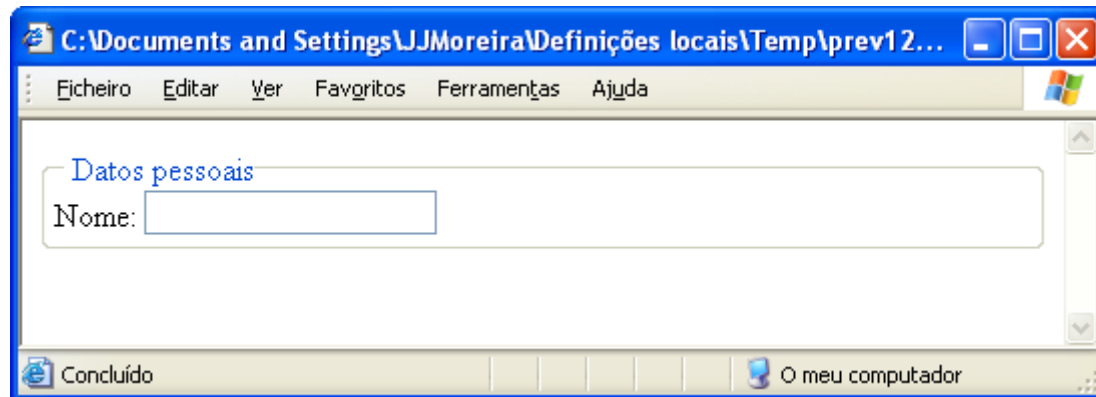 C:\Documents and Settings\JJMoreira\Definições locais\Temp\prev12...
Ficheiro Editar Ver Favoritos Ferramentas Ajuda
Datos pessoais
Nome:
Concluído O meu computador